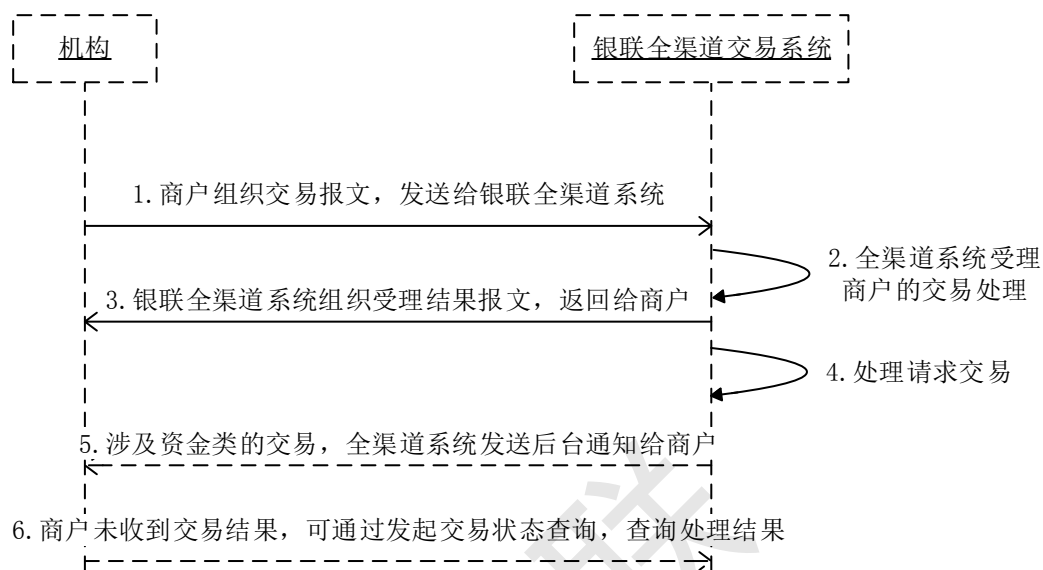 机构
银联全渠道交易系统
1.商户组织交易报文，发送给银联全渠道系统
2.全渠道系统受理
商户的交易处理
3.银联全渠道系统组织受理结果报文，返回给商户
4.处理请求交易
5.涉及资金类的交易，全渠道系统发送后台通知给商户
6.商户未收到交易结果，可通过发起交易状态查询，查询处理结果
联